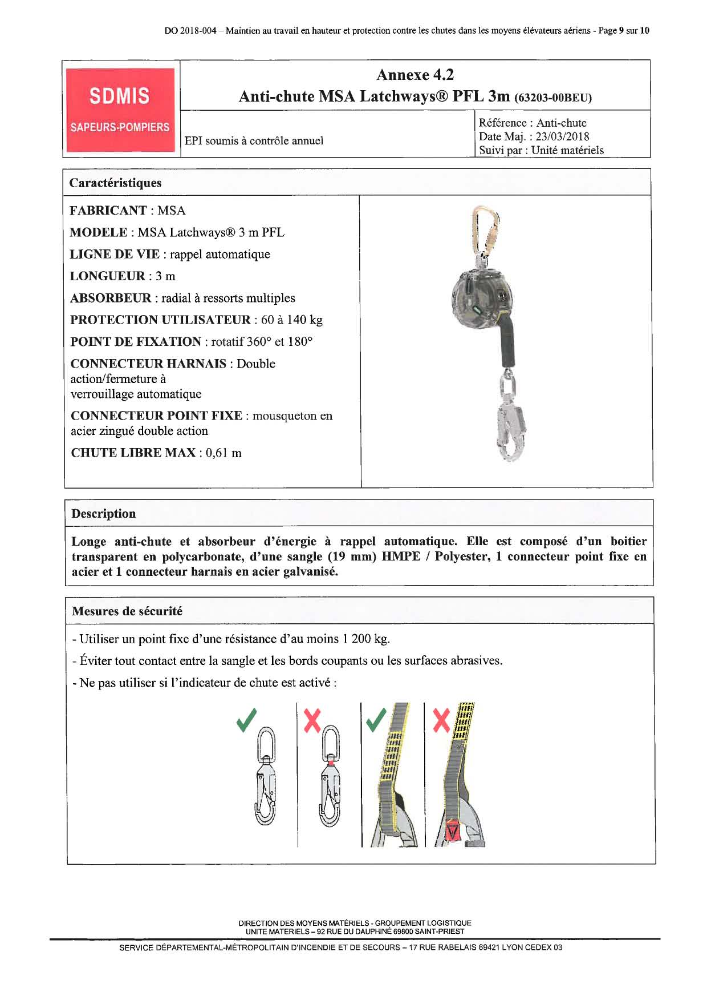 DO 2018-004 – Maintien au travail en hauteur et protection contre les chutes dans les moyens élévateurs aériens - Page 9 sur 10
SDMIS
SAPEURS-POMPIERS
Annexe 4.2
Anti-chute MSA Latchways® PFL 3m (63203-00BEU)
EPI soumis à contrôle annuel
Référence : Anti-chute
Date Maj. : 23/03/2018
Suivi par : Unité matériels
Caractéristiques
FABRICANT : MSA
MODELE : MSA Latchways® 3 m PFL
LIGNE DE VIE : rappel automatique
LONGUEUR : 3 m
ABSORBEUR : radial à ressorts multiples
PROTECTION UTILISATEUR : 60 à 140 kg
POINT DE FIXATION : rotatif 360° et 180°
CONNECTEUR HARNAIS : Double
action/fermeture à
verrouillage automatique
CONNECTEUR POINT FIXE : mousqueton en
acier zingué double action
CHUTE LIBRE MAX : 0,61 m
Description
Longe anti-chute et absorbeur d'énergie à rappel automatique. Elle est composé d'un boitier
transparent en polycarbonate, d'une sangle (19 mm) HMPE / Polyester, 1 connecteur point fixe en
acier et 1 connecteur harnais en acier galvanisé.
Mesures de sécurité
- Utiliser un point fixe d'une résistance d'au moins 1 200 kg.
- Éviter tout contact entre la sangle et les bords coupants ou les surfaces abrasives.
- Ne pas utiliser si l'indicateur de chute est activé :
DIRECTION DES MOYENS MATÉRIELS - GROUPEMENT LOGISTIQUE
UNITE MATERIELS – 92 RUE DU DAUPHINÉ 69800 SAINT-PRIEST
SERVICE DÉPARTEMENTAL-MÉTROPOLITAIN D'INCENDIE ET DE SECOURS – 17 RUE RABELAIS 69421 LYON CEDEX 03